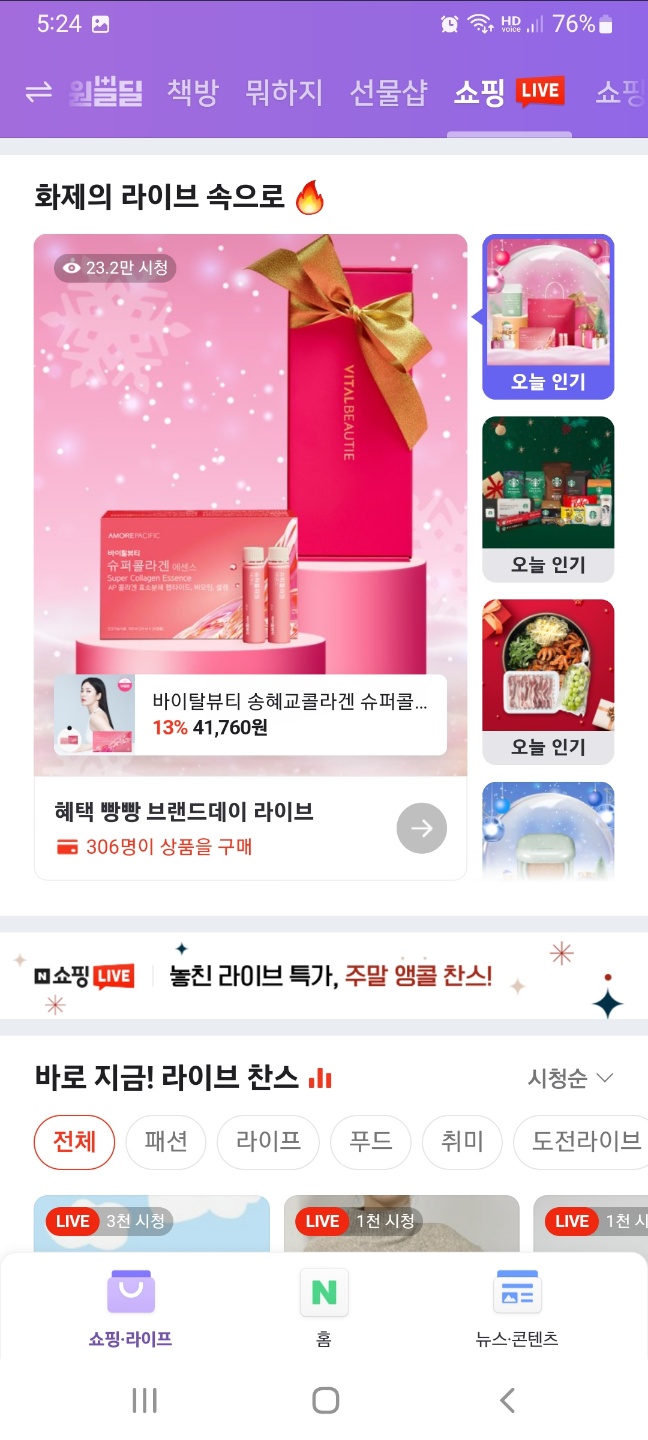 5:24 HD voice 76%
원쁠딜 책방 뭐하지 선물샵 쇼핑 LIVE 쇼핑
화제의 라이브 속으로
23.2만 시청
VITALBEAUTIE
AMOREPACIFIC
바이탈뷰티
슈퍼콜라겐 에센스
Super Collagen Essence
바이탈뷰티 송혜교콜라겐 슈퍼콜...
13% 41,760원
혜택 빵빵 브랜드데이 라이브
306명이 상품을 구매
오늘 인기
오늘 인기
오늘 인기
N쇼핑LIVE 놓친 라이브 특가, 주말 앵콜 찬스!
바로 지금! 라이브 찬스 시청순
전체 패션 라이프 푸드 취미 도전라이브
LIVE 3천 시청 LIVE 1천 시청 LIVE 1천 시
쇼핑·라이프 N 홈 뉴스·콘텐츠